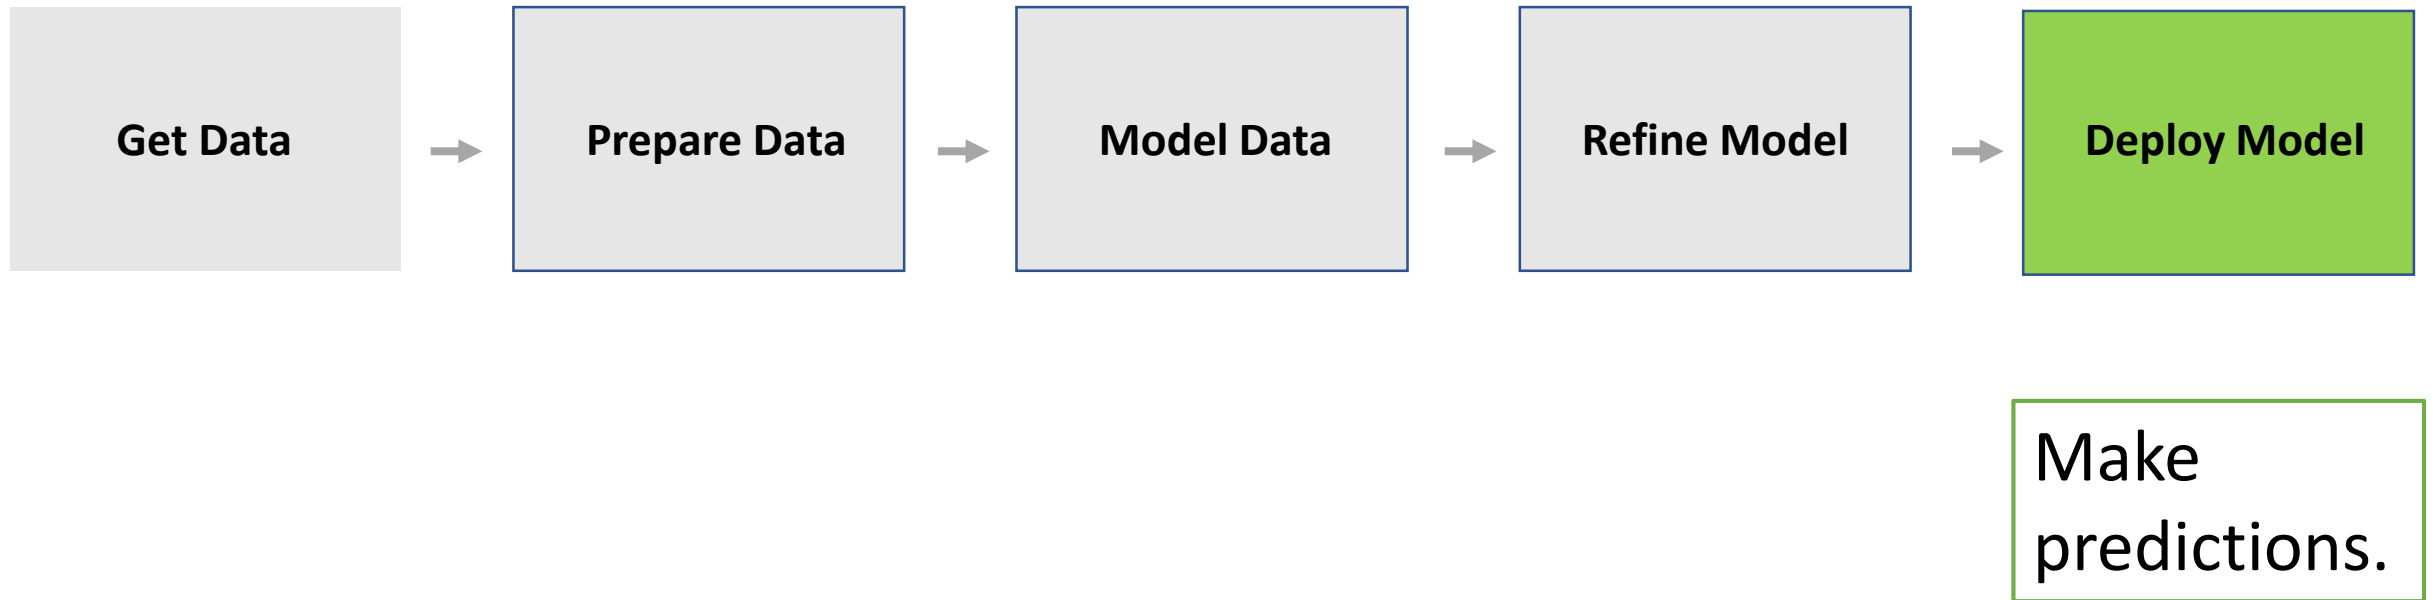 Get Data
Prepare Data
Model Data
Refine Model
Deploy Model
Make
predictions.